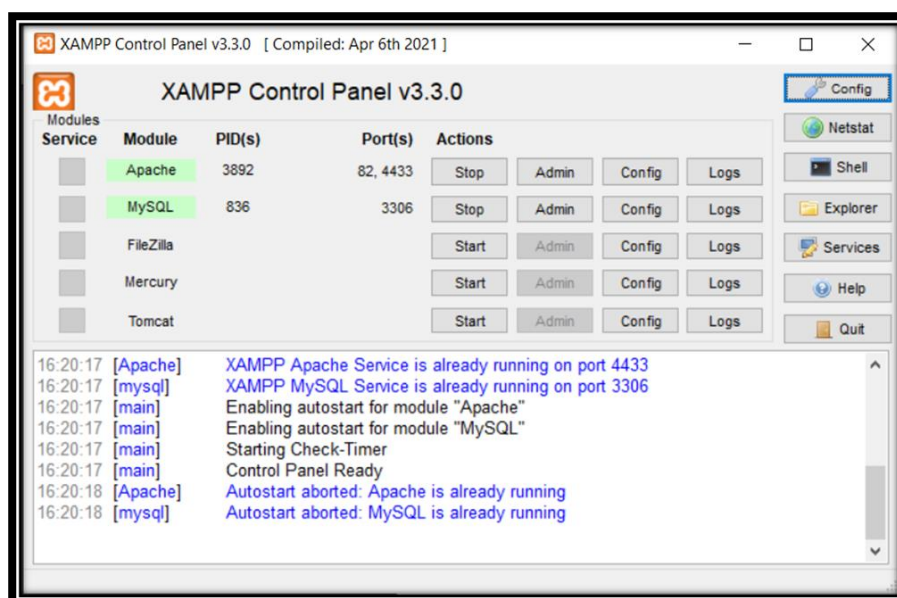 XAMPP Control Panel v3.3.0 [ Compiled: Apr 6th 2021 ]
XAMPP Control Panel v3.3.0
Config
Modules
Service Module PID(s) Port(s) Actions
Netstat
Apache 3892 82, 4433 Stop Admin Config Logs
Shell
MySQL 836 3306 Stop Admin Config Logs
Explorer
FileZilla Start Admin Config Logs
Services
Mercury Start Admin Config Logs
Help
Tomcat Start Admin Config Logs
Quit
16:20:17 [Apache] XAMPP Apache Service is already running on port 4433
16:20:17 [mysql] XAMPP MySQL Service is already running on port 3306
16:20:17 [main] Enabling autostart for module "Apache"
16:20:17 [main] Enabling autostart for module "MySQL"
16:20:17 [main] Starting Check-Timer
16:20:17 [main] Control Panel Ready
16:20:18 [Apache] Autostart aborted: Apache is already running
16:20:18 [mysql] Autostart aborted: MySQL is already running